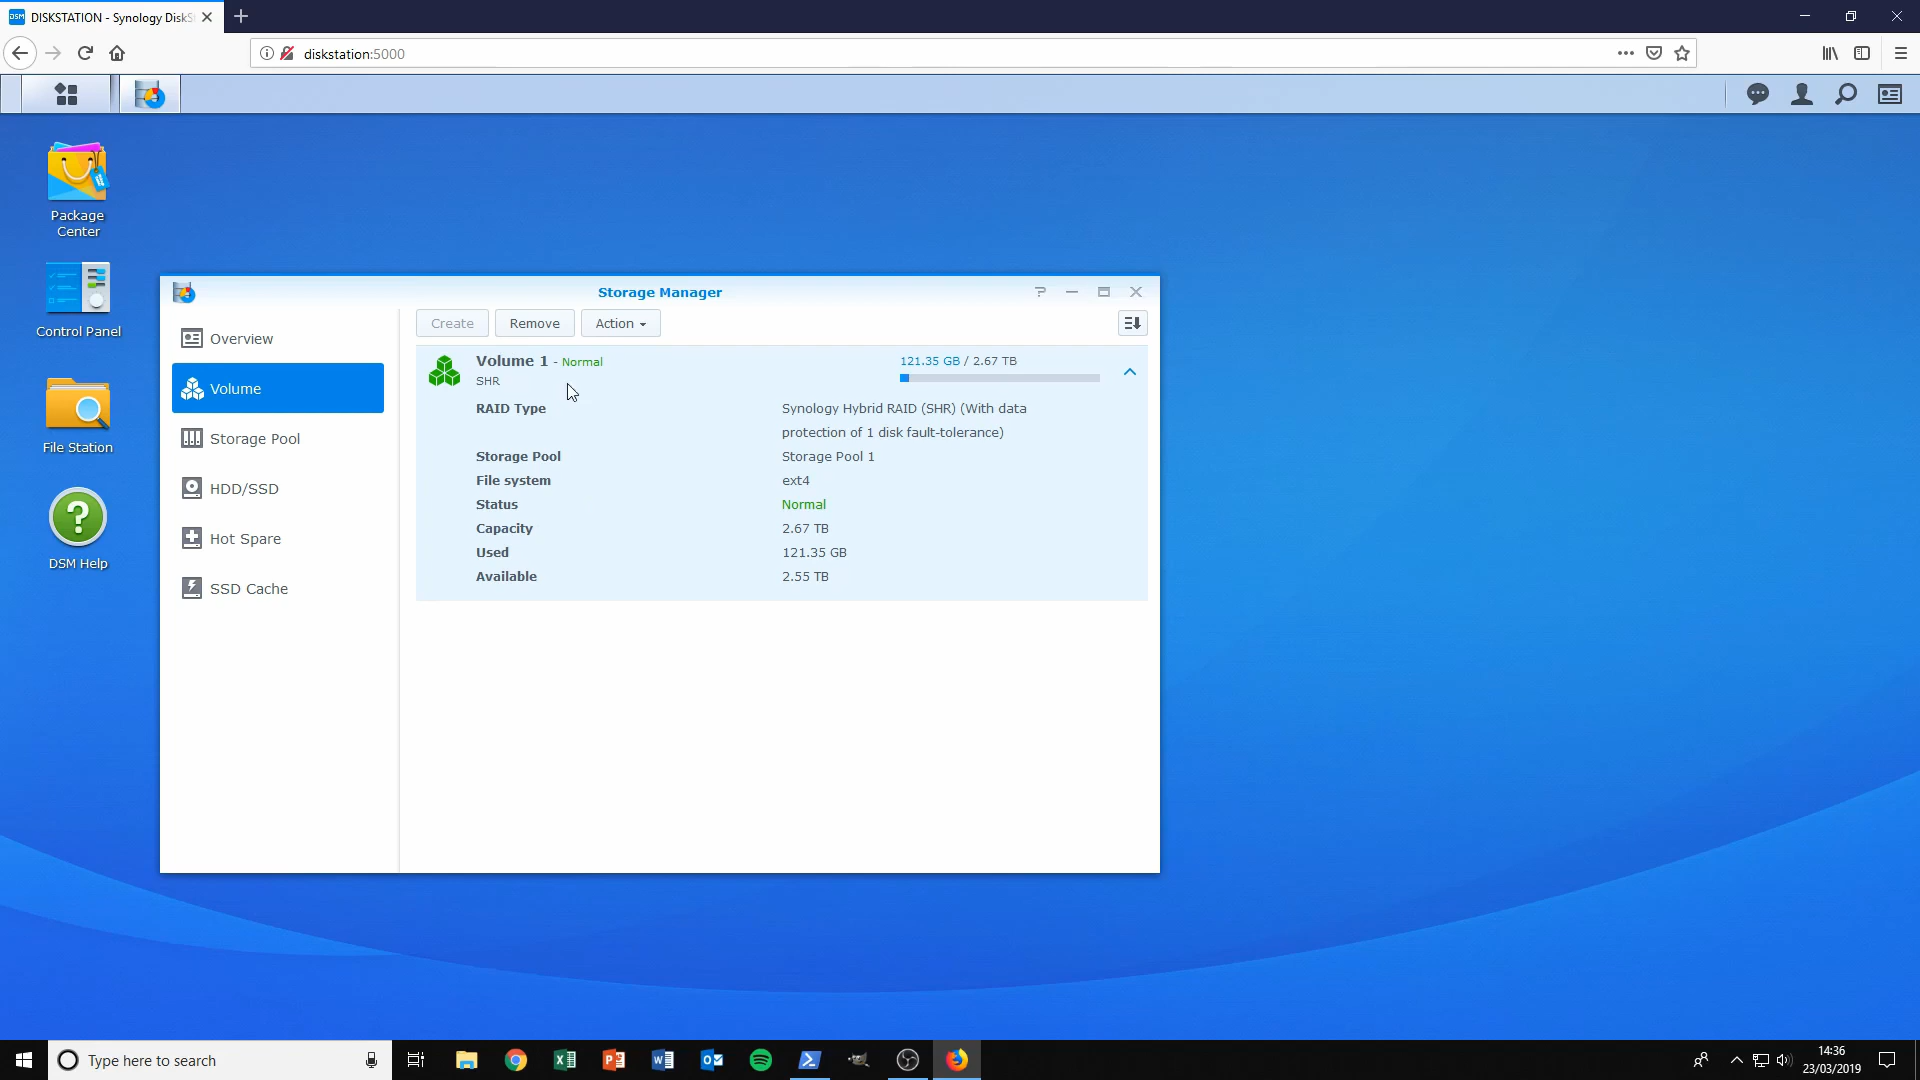 DISKSTATION - Synology DiskS
diskstation:5000
Package
Center
Control Panel
File Station
DSM Help
Storage Manager
Overview
Volume
Storage Pool
HDD/SSD
Hot Spare
SSD Cache
Create
Remove
Action
Volume 1 - Normal
SHR
121.35 GB / 2.67 TB
RAID Type
Synology Hybrid RAID (SHR) (With data
protection of 1 disk fault-tolerance)
Storage Pool
Storage Pool 1
File system
ext4
Status
Normal
Capacity
2.67 TB
Used
121.35 GB
Available
2.55 TB
Type here to search
14:36
23/03/2019